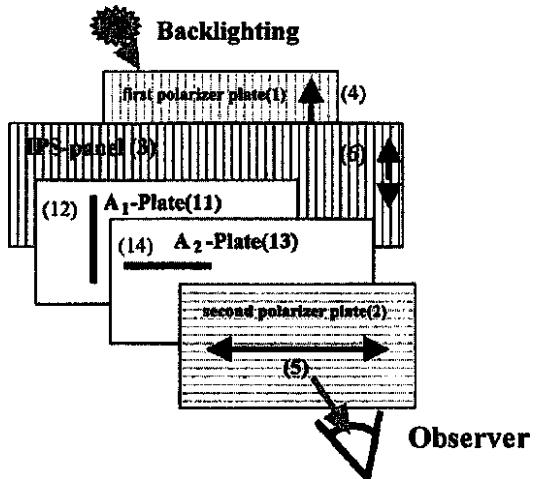 Backlighting
first polarizer plate(1)
(4)
IPS-panel (3)
(6)
(12)
A1-Plate(11)
(14)
A2-Plate(13)
second polarizer plate(2)
(5)
Observer